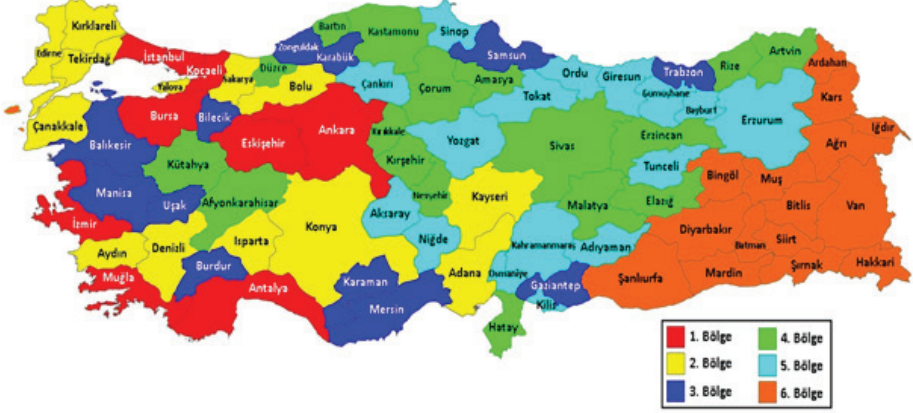 Kırklareli
Edirne
Tekirdağ
İstanbul
Kocaeli
Yalova
Sakarya
Düzce
Bolu
Zonguldak
Bartın
Karabük
Kastamonu
Sinop
Samsun
Çankırı
Çorum
Amasya
Tokat
Ordu
Giresun
Trabzon
Rize
Artvin
Ardahan
Kars
Gümüşhane
Bayburt
Erzurum
Iğdır
Ağrı
Çanakkale
Balıkesir
Bursa
Bilecik
Eskişehir
Ankara
Kırıkkale
Yozgat
Sivas
Erzincan
Tunceli
Bingöl
Muş
Kütahya
Manisa
Uşak
Afyonkarahisar
Kırşehir
Nevşehir
Kayseri
Malatya
Elazığ
Bitlis
Van
İzmir
Aydın
Denizli
Isparta
Konya
Aksaray
Niğde
Kahramanmaraş
Adıyaman
Diyarbakır
Batman
Siirt
Hakkari
Muğla
Burdur
Antalya
Karaman
Mersin
Adana
Osmaniye
Gaziantep
Kilis
Şanlıurfa
Mardin
Şırnak
Hatay
1. Bölge
2. Bölge
3. Bölge
4. Bölge
5. Bölge
6. Bölge